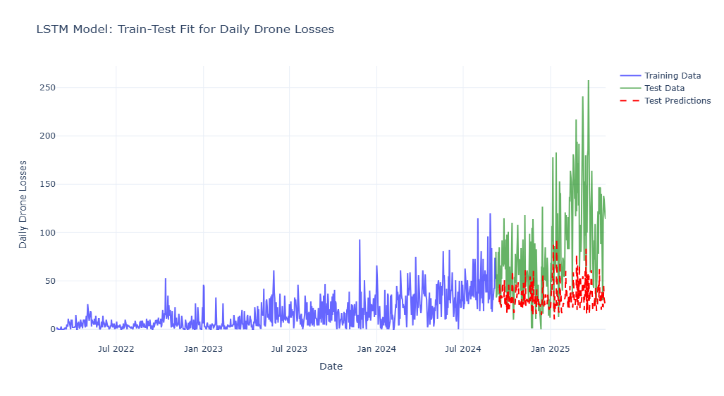 LSTM Model: Train-Test Fit for Daily Drone Losses
Training Data
Test Data
Test Predictions
250
200
150
100
50
0
Daily Drone Losses
Jul 2022
Jan 2023
Jul 2023
Jan 2024
Jul 2024
Jan 2025
Date